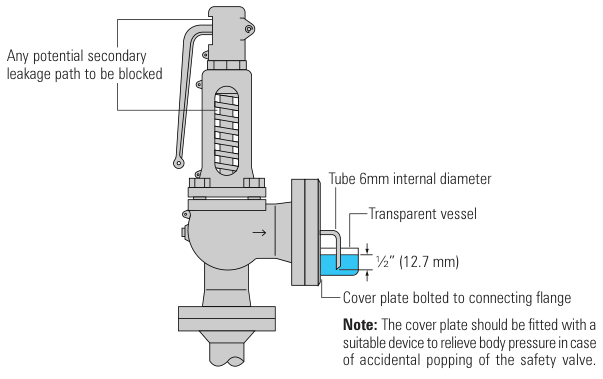 Any potential secondary
leakage path to be blocked
Tube 6mm internal diameter
Transparent vessel
½” (12.7 mm)
Cover plate bolted to connecting flange
Note: The cover plate should be fitted with a
suitable device to relieve body pressure in case
of accidental popping of the safety valve.